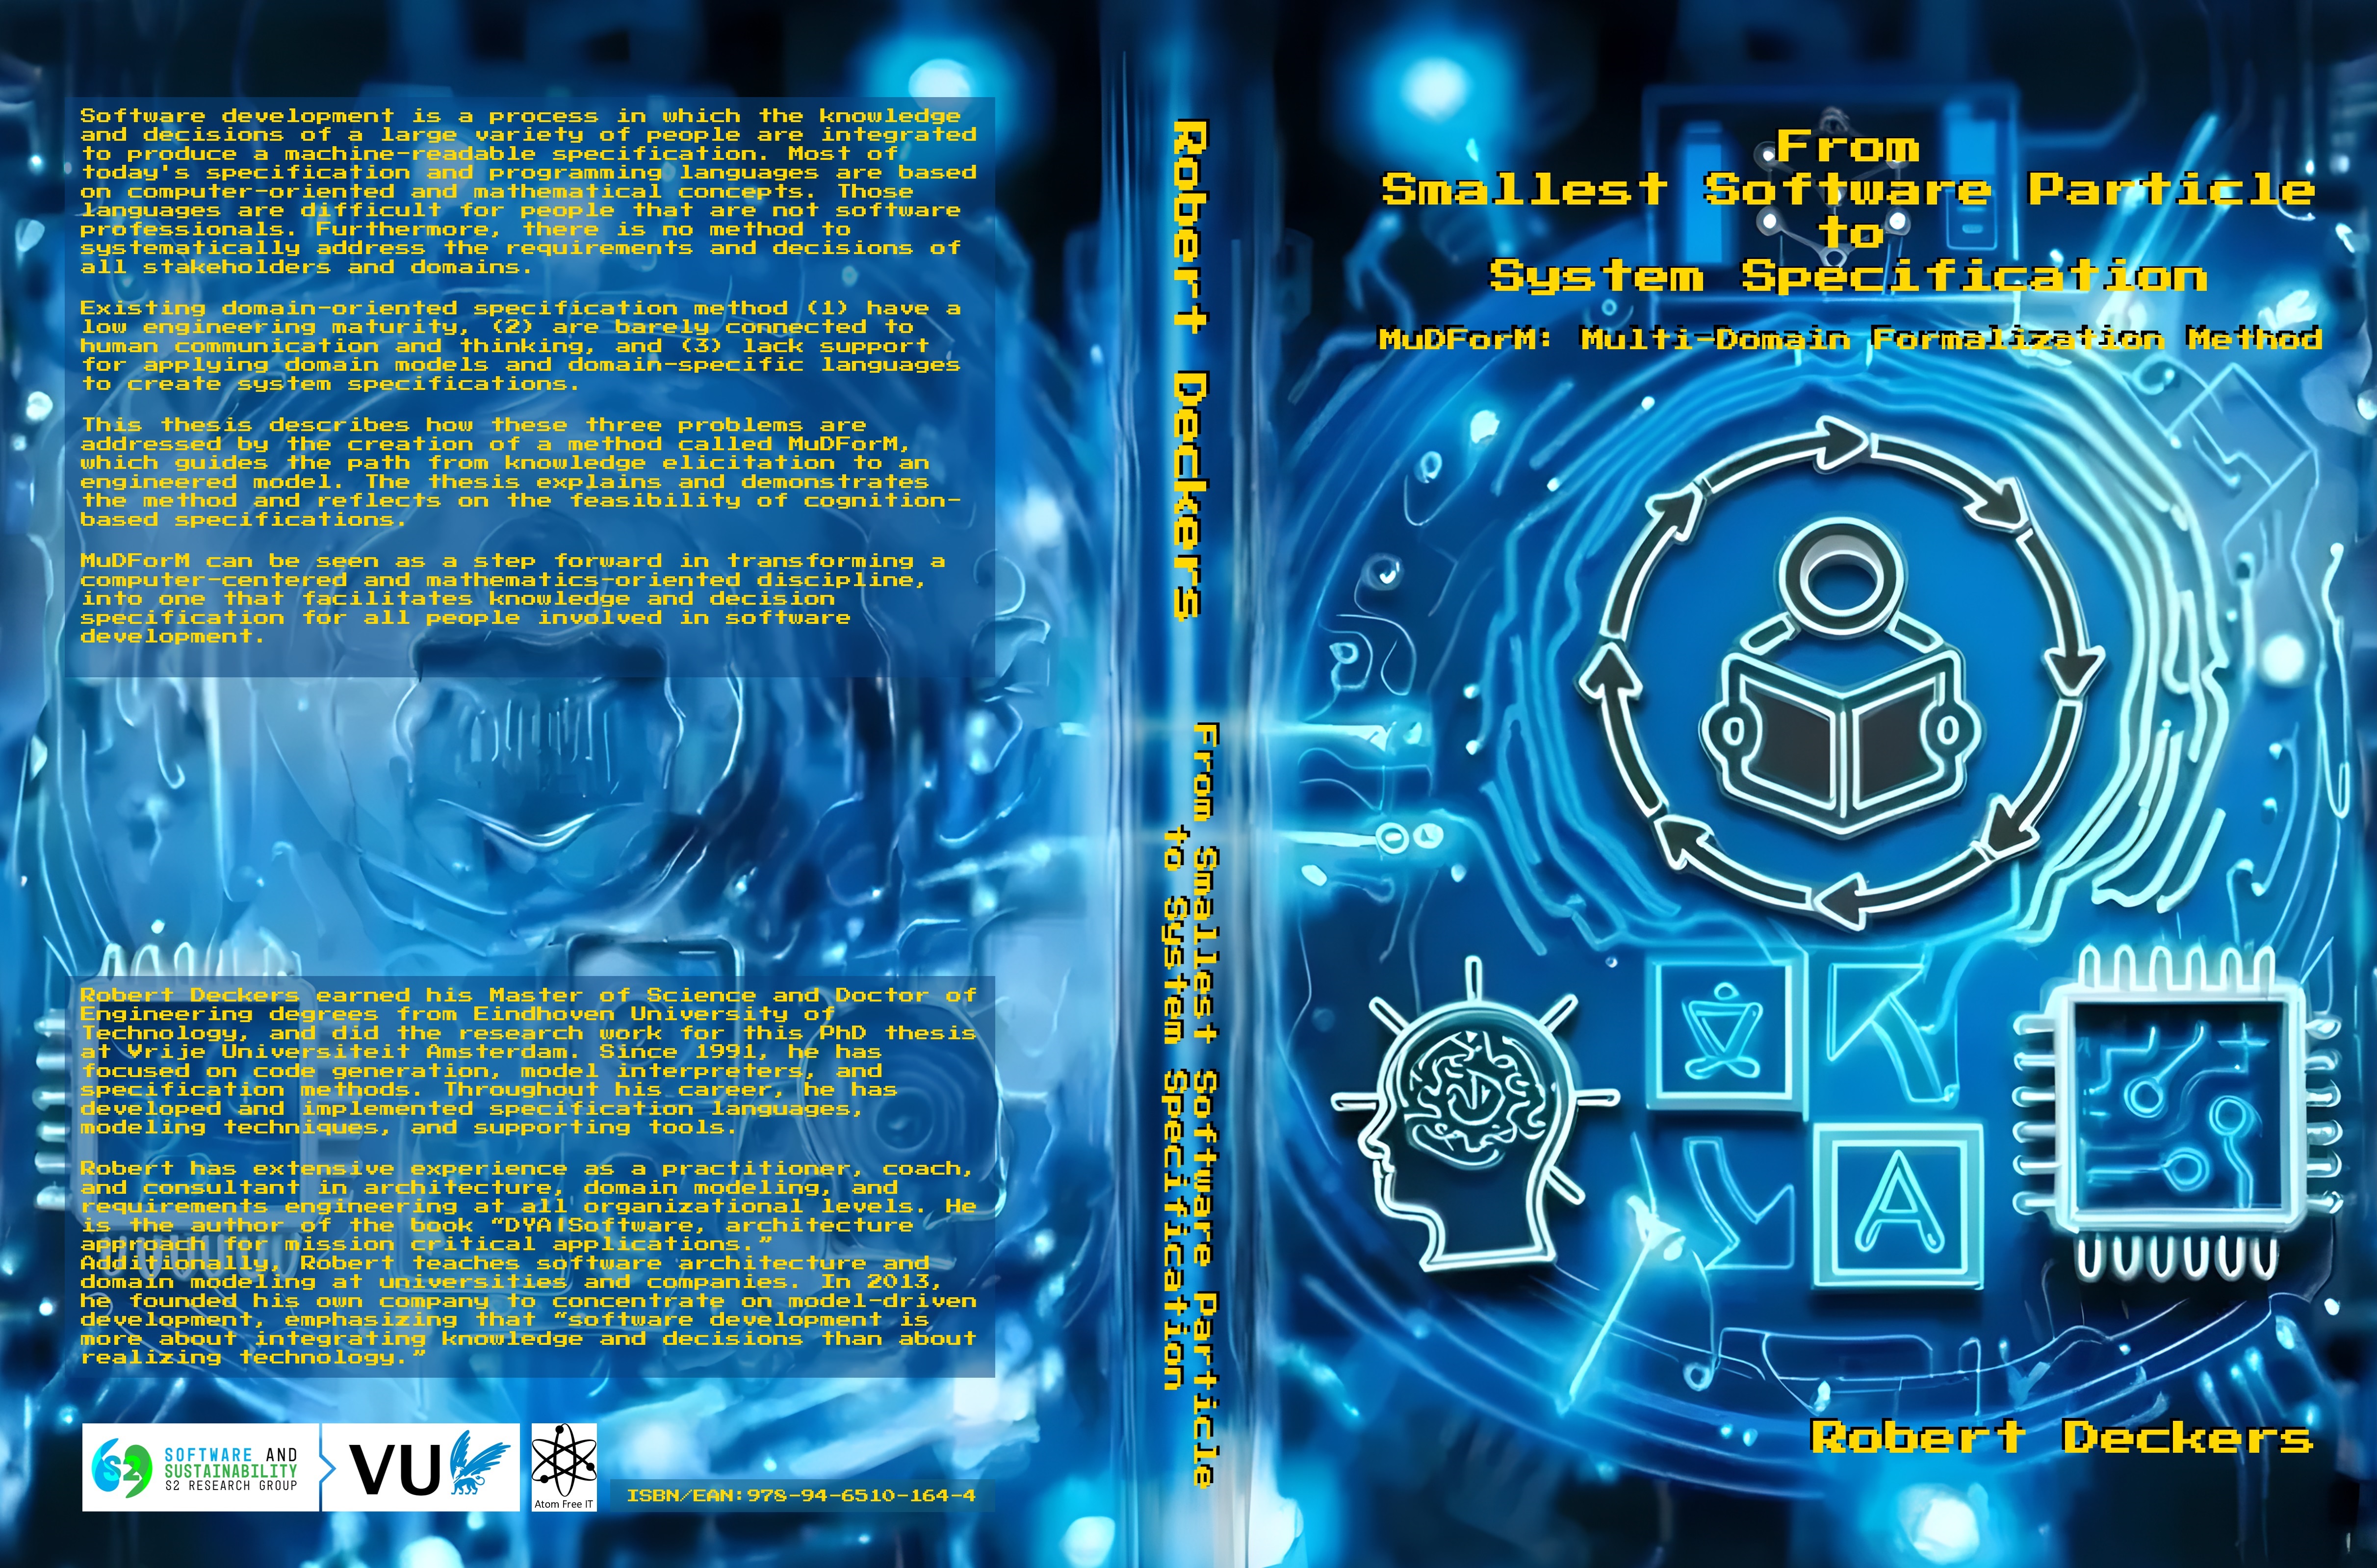 Software development is a process in which the knowledge
and decisions of a large variety of people are integrated
to produce a machine-readable specification. Most of
today's specification and programming languages are based
on computer-oriented and mathematical concepts. Those
languages are difficult for people that are not software
professionals. Furthermore, there is no method to
systematically address the requirements and decisions of
all stakeholders and domains.
Existing domain-oriented specification method (1) have a
low engineering maturity, (2) are barely connected to
human communication and thinking, and (3) lack support
for applying domain models and domain-specific languages
to create system specifications.
This thesis describes how these three problems are
addressed by the creation of a method called MuDForM,
which guides the path from knowledge elicitation to an
engineered model. The thesis explains and demonstrates
the method and reflects on the feasibility of cognition-
based specifications.
MuDForM can be seen as a step forward in transforming a
computer-centered and mathematics-oriented discipline,
into one that facilitates knowledge and decision
specification for all people involved in software
development.
Robert Deckers earned his Master of Science and Doctor of
Engineering degrees from Eindhoven University of
Technology, and did the research work for this PhD thesis
at Vrije Universiteit Amsterdam. Since 1991, he has
focused on code generation, model interpreters, and
specification methods. Throughout his career, he has
developed and implemented specification languages,
modeling techniques, and supporting tools.
Robert has extensive experience as a practitioner, coach,
and consultant in architecture, domain modeling, and
requirements engineering at all organizational levels. He
is the author of the book “DYA|Software, architecture
approach for mission critical applications.”
Additionally, Robert teaches software architecture and
domain modeling at universities and companies. In 2013,
he founded his own company to concentrate on model-driven
development, emphasizing that “software development is
more about integrating knowledge and decisions than about
realizing technology.”
S2
SOFTWARE AND
SUSTAINABILITY
S2 RESEARCH GROUP
VU
Atom Free IT
ISBN/EAN:978-94-6510-164-4
Robert Deckers
From Smallest Software Particle
to System Specification
From
Smallest Software Particle
to
System Specification
MuDForM: Multi-Domain Formalization Method
A
Robert Deckers